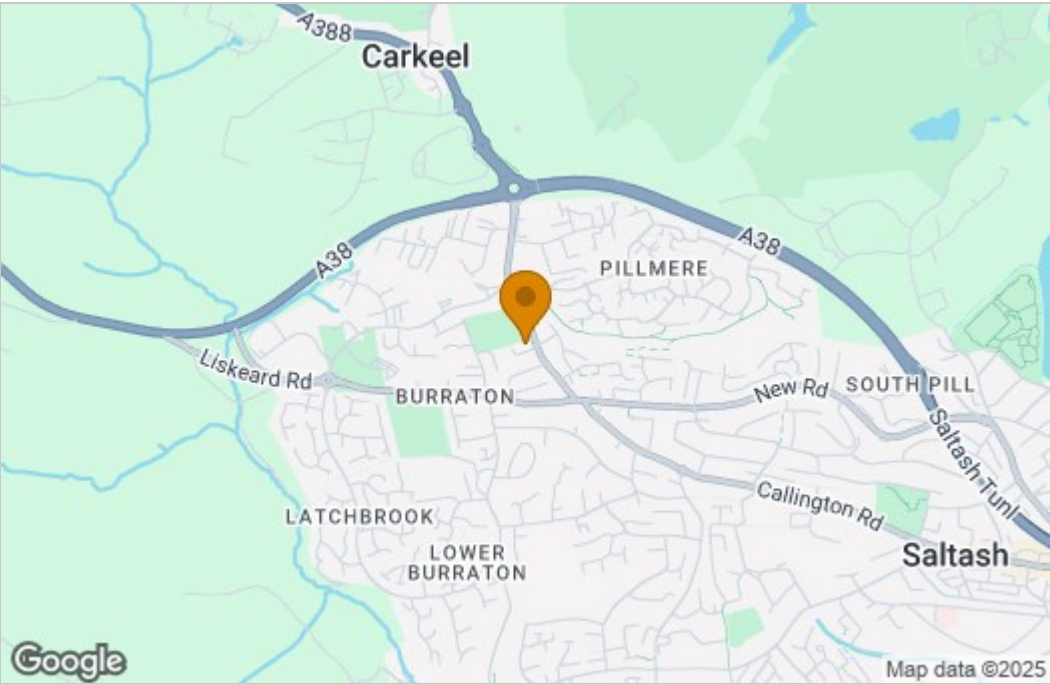 A388
Carkeel
A38
A38
PILLMERE
Liskeard Rd
BURRATON
New Rd
SOUTH PILL
Saltash Tunl
LATCHBROOK
Callington Rd
LOWER
BURRATON
Saltash
Google
Map data ©2025